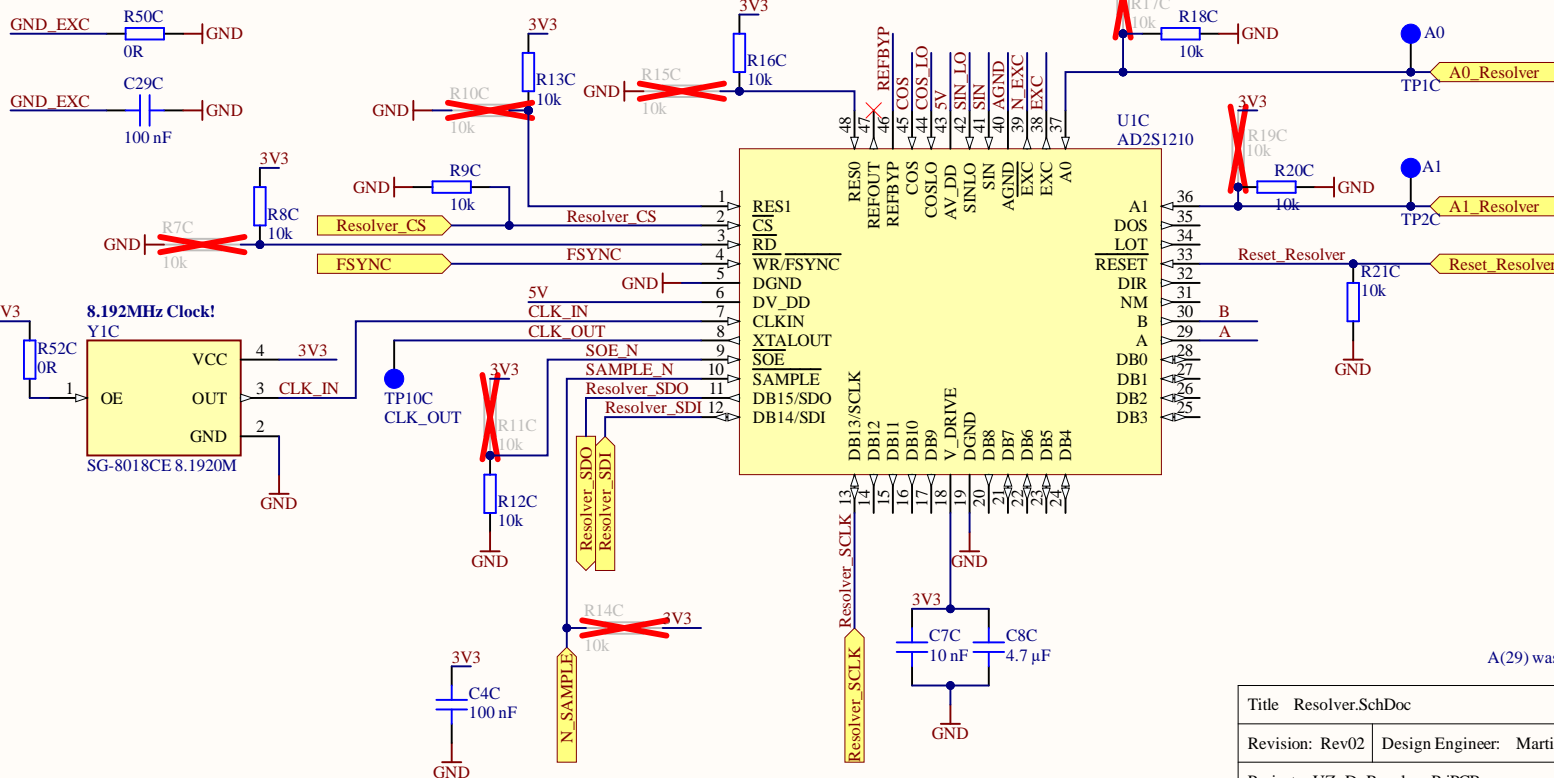 GND_EXC
R50C
0R
GND
GND_EXC
C29C
100 nF
GND
3V3
R13C
10k
GND
R10C
10k
3V3
R16C
10k
GND
R15C
10k
R17C
10k
R18C
10k
GND
A0
TP1C
A0_Resolver
3V3
R19C
10k
R20C
10k
GND
A1
TP2C
A1_Resolver
3V3
R8C
10k
GND
R7C
10k
GND
R9C
10k
Resolver_CS
Resolver_CS
FSYNC
FSYNC
GND
5V
CLK_IN
CLK_OUT
SOE_N
SAMPLE_N
Resolver_SDO
Resolver_SDI
REFBYP
COS
COS_LO
5V
SIN_LO
SIN
AGND
N_EXC
EXC
48
47
46
45
44
43
42
41
40
39
38
37
U1C
AD2S1210
RES0
REFOUT
REFBYP
COS
COSLO
AV_DD
SINLO
SIN
AGND
EXC
EXC
A0
1 RES1
2 CS
3 RD
4 WR/FSYNC
5 DGND
6 DV_DD
7 CLKIN
8 XTALOUT
9 SOE
10 SAMPLE
11 DB15/SDO
12 DB14/SDI
A1 36
DOS 35
LOT 34
RESET 33
DIR 32
NM 31
B 30
A 29
DB0 28
DB1 27
DB2 26
DB3 25
B
A
Reset_Resolver
Reset_Resolver
R21C
10k
GND
DB13/SCLK
DB12
DB11
DB10
DB9
V_DRIVE
DGND
DB8
DB7
DB6
DB5
DB4
13
14
15
16
17
18
19
20
21
22
23
24
V3
R52C
0R
8.192MHz Clock!
Y1C
VCC 4
3V3
1 OE
OUT 3
CLK_IN
GND 2
SG-8018CE 8.1920M
GND
TP10C
CLK_OUT
3V3
R11C
10k
R12C
10k
GND
Resolver_SDO
Resolver_SDI
R14C
10k
3V3
N_SAMPLE
3V3
C4C
100 nF
GND
Resolver_SCLK
Resolver_SCLK
GND
3V3
C7C
10 nF
C8C
4.7 µF
GND
A(29) was
Title Resolver.SchDoc
Revision: Rev02
Design Engineer: Marti